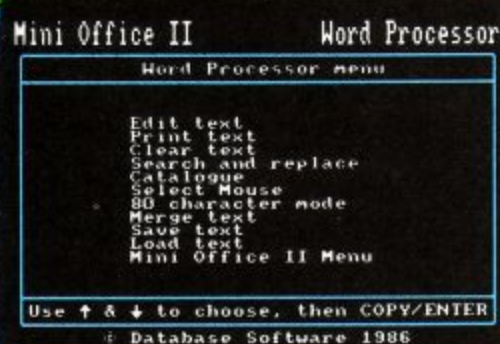 Mini Office II Word Processor
Word Processor menu
Edit text
Print text
Clear text
Search and replace
Catalogue
Select Mouse
80 character mode
Merge text
Save text
Load text
Mini Office II Menu
Use ↑ & ↓ to choose, then COPY/ENTER
© Database Software 1986